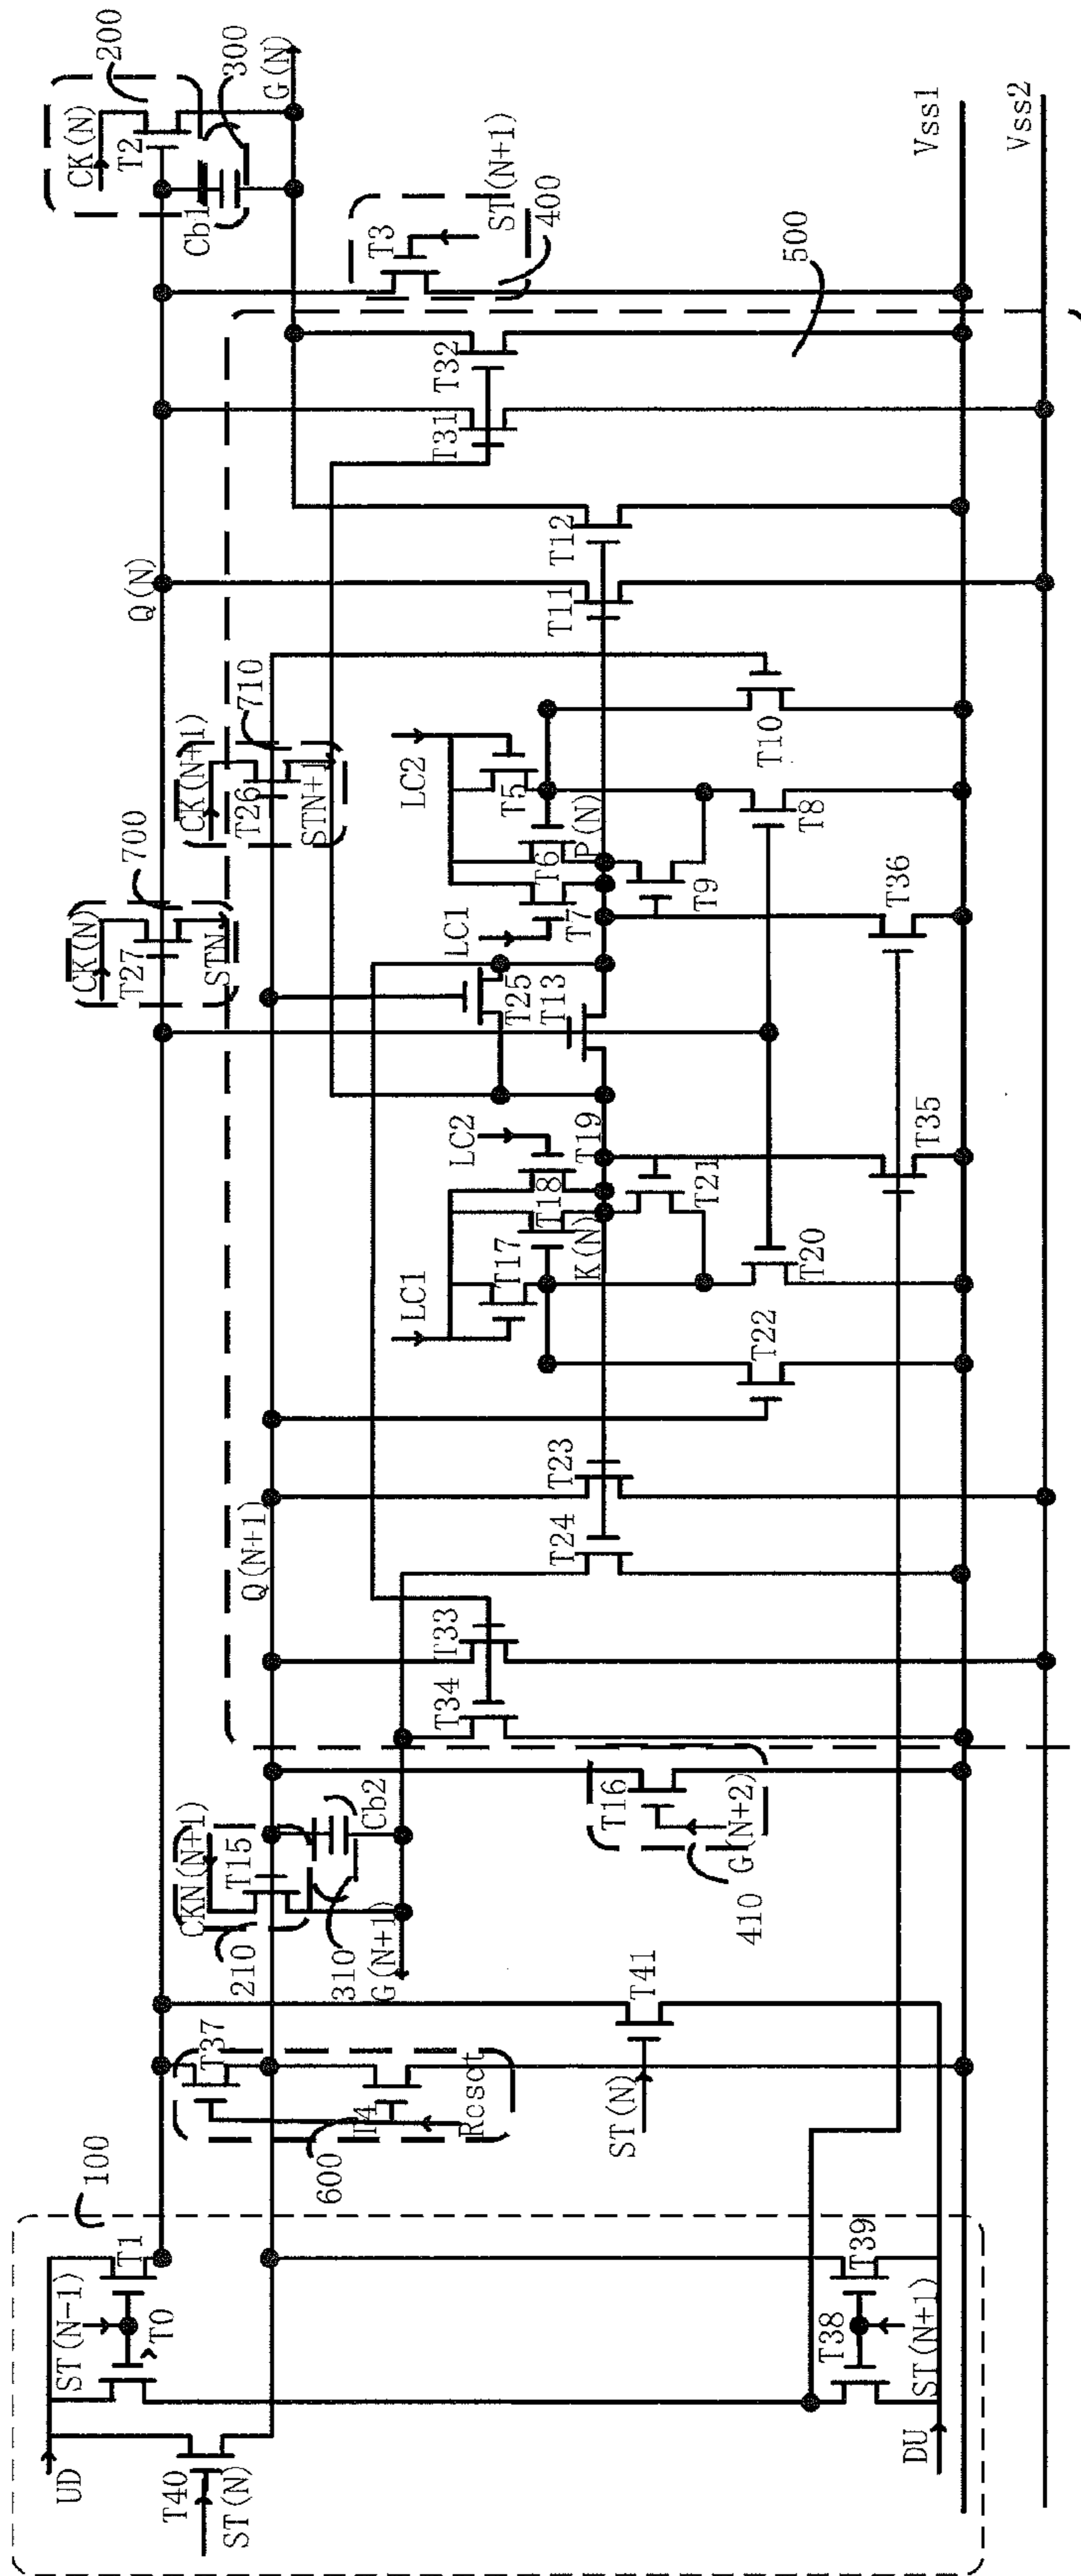 100
UD
ST(N-1)
T0
T1
T40
ST(N)
DU
T38
T39
ST(N+1)
T37
T4
600
ST(N)
T41
CKN(N+1)
T15
210
310
Cb2
G(N+1)
T16
G(N+2)
410
Q(N+1)
T34
T33
T24
T23
LC1
T17
T18
T19
LC2
K(N)
T21
T22
T20
T35
CK(N)
T27
700
STN
CK(N+1)
T26
710
STN+1
T25
T13
LC1
T7
T6
T5
LC2
P(N)
T9
T10
T8
T36
Q(N)
T11
T12
T31
T32
500
T3
ST(N+1)
400
CK(N)
T2
200
Cb1
300
G(N)
Vss1
Vss2